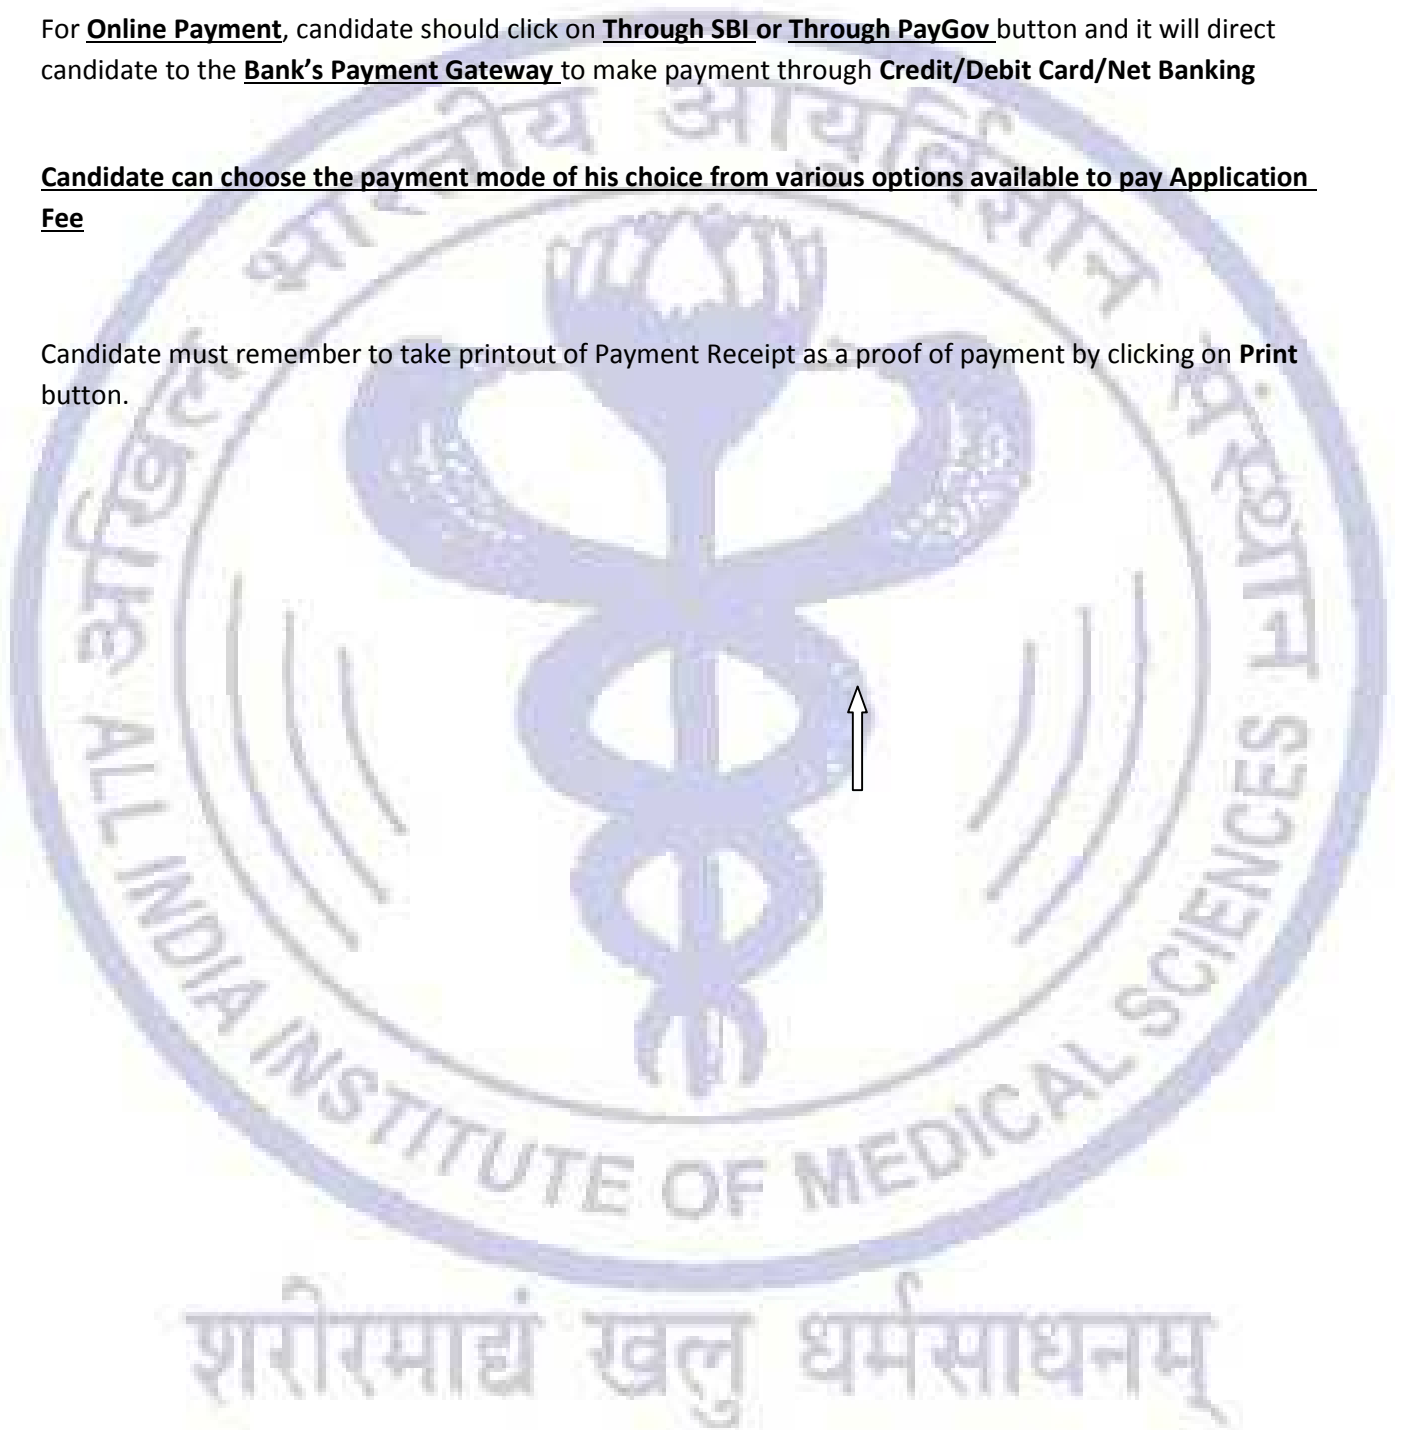 For Online Payment, candidate should click on Through SBI or Through PayGov button and it will direct
candidate to the Bank’s Payment Gateway to make payment through Credit/Debit Card/Net Banking
Candidate can choose the payment mode of his choice from various options available to pay Application
Fee
Candidate must remember to take printout of Payment Receipt as a proof of payment by clicking on Print
button.
अखिल भारतीय आयुर्विज्ञान संस्थान
ALL INDIA INSTITUTE OF MEDICAL SCIENCES
शरीरमाद्यं खलु धर्मसाधनम्